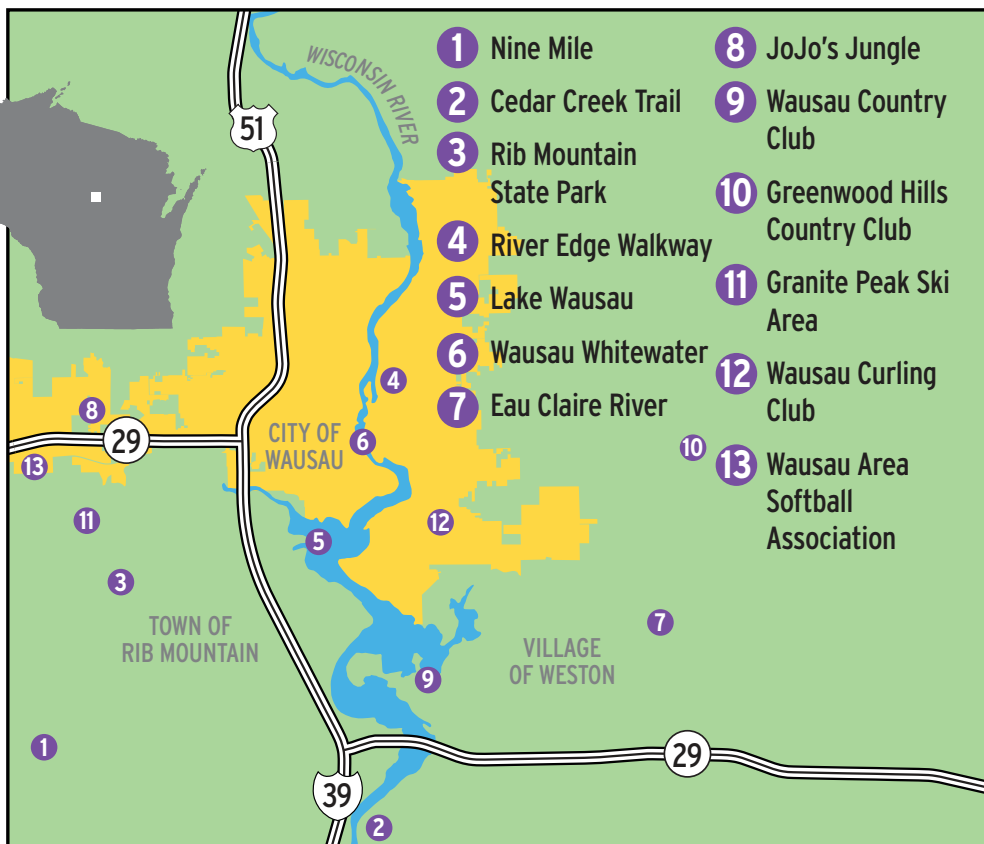 WISCONSIN RIVER
51
1 Nine Mile
2 Cedar Creek Trail
3 Rib Mountain
State Park
4 River Edge Walkway
5 Lake Wausau
6 Wausau Whitewater
7 Eau Claire River
8 JoJo's Jungle
9 Wausau Country
Club
10 Greenwood Hills
Country Club
11 Granite Peak Ski
Area
12 Wausau Curling
Club
13 Wausau Area
Softball
Association
4
8
29
CITY OF
WAUSAU
6
10
13
11
5
12
3
TOWN OF
RIB MOUNTAIN
7
VILLAGE
OF WESTON
9
1
29
39
2